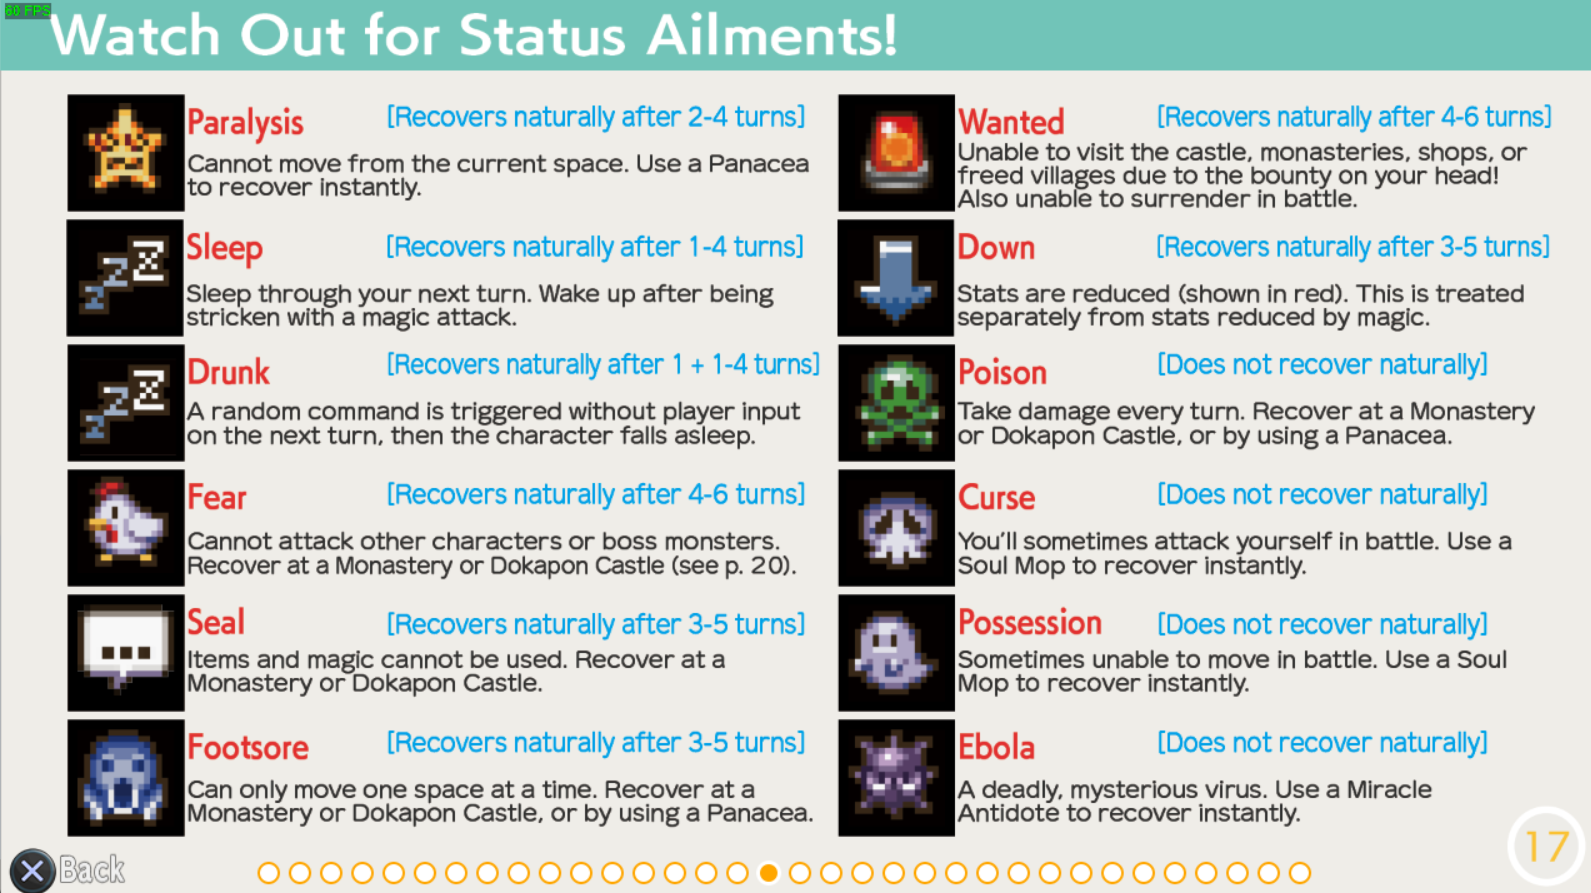 60 FPS
Watch Out for Status Ailments!
Paralysis [Recovers naturally after 2-4 turns]
Cannot move from the current space. Use a Panacea
to recover instantly.
Sleep [Recovers naturally after 1-4 turns]
Sleep through your next turn. Wake up after being
stricken with a magic attack.
Drunk [Recovers naturally after 1 + 1-4 turns]
A random command is triggered without player input
on the next turn, then the character falls asleep.
Fear [Recovers naturally after 4-6 turns]
Cannot attack other characters or boss monsters.
Recover at a Monastery or Dokapon Castle (see p. 20).
Seal [Recovers naturally after 3-5 turns]
Items and magic cannot be used. Recover at a
Monastery or Dokapon Castle.
Footsore [Recovers naturally after 3-5 turns]
Can only move one space at a time. Recover at a
Monastery or Dokapon Castle, or by using a Panacea.
Wanted [Recovers naturally after 4-6 turns]
Unable to visit the castle, monasteries, shops, or
freed villages due to the bounty on your head!
Also unable to surrender in battle.
Down [Recovers naturally after 3-5 turns]
Stats are reduced (shown in red). This is treated
separately from stats reduced by magic.
Poison [Does not recover naturally]
Take damage every turn. Recover at a Monastery
or Dokapon Castle, or by using a Panacea.
Curse [Does not recover naturally]
You'll sometimes attack yourself in battle. Use a
Soul Mop to recover instantly.
Possession [Does not recover naturally]
Sometimes unable to move in battle. Use a Soul
Mop to recover instantly.
Ebola [Does not recover naturally]
A deadly, mysterious virus. Use a Miracle
Antidote to recover instantly.
Back
17